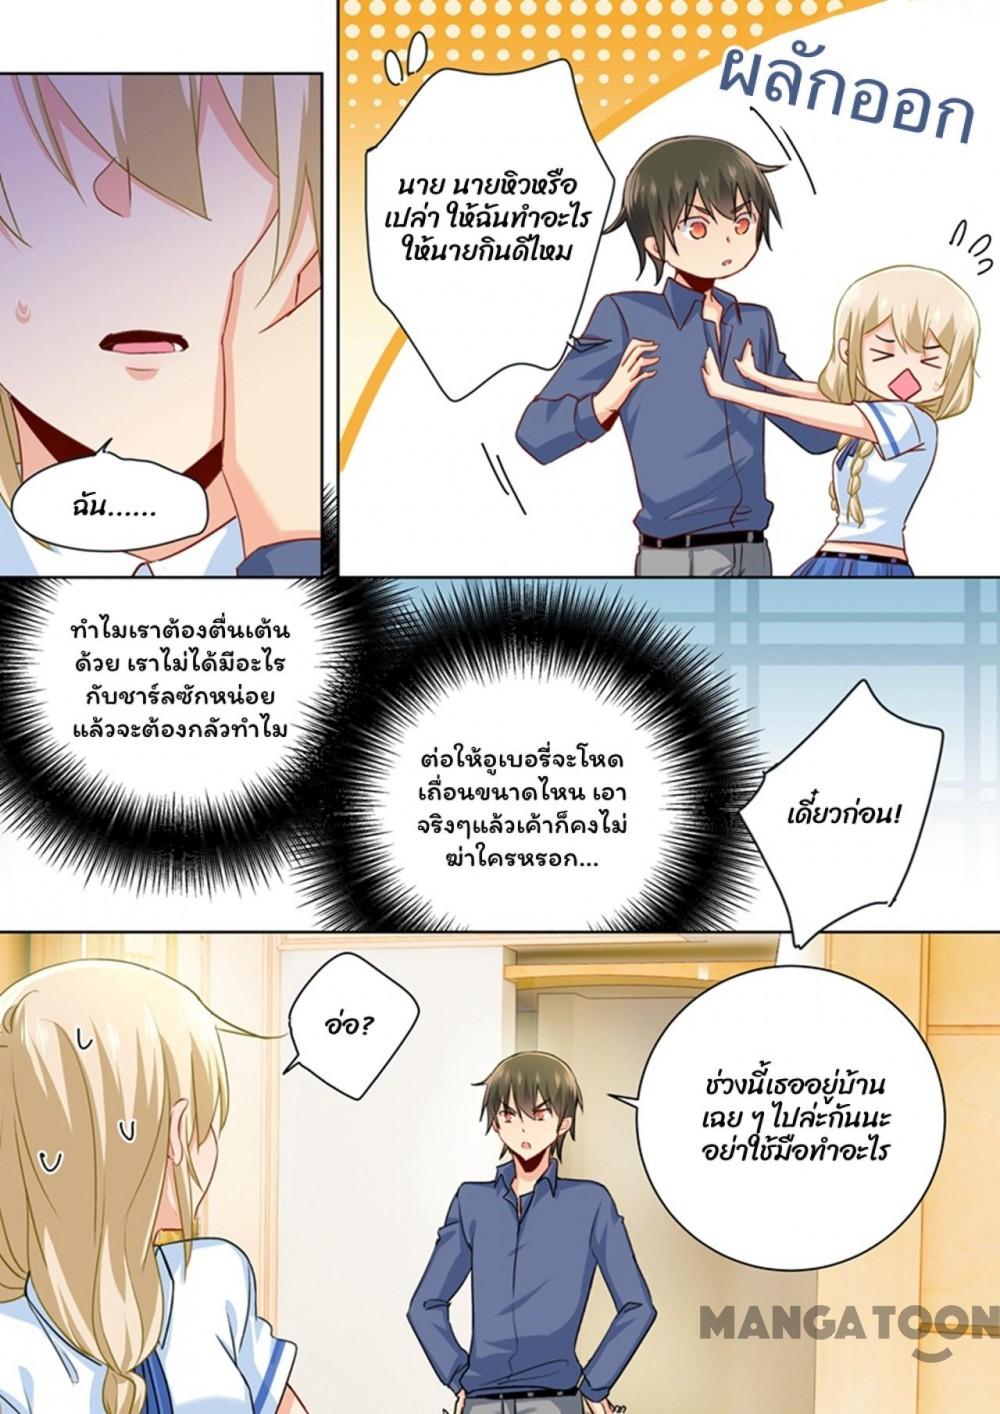 ฉัน......
ผลักออก
นาย นายหิวหรือ
เปล่า ให้ฉันทำอะไร
ให้นายกินดีไหม
ทำไมเราต้องตื่นเต้น
ด้วย เราไม่ได้มีอะไร
กับชาร์ลซักหน่อย
แล้วจะต้องกลัวทำไม
ต่อให้อูเบอรี่จะโหด
เถื่อนขนาดไหน เอา
จริงๆแล้วเค้าก็คงไม่
ฆ่าใครหรอก...
เดี๋ยวก่อน!
อ่อ?
ช่วงนี้เธออยู่บ้าน
เฉย ๆ ไปล่ะกันนะ
อย่าใช้มือทำอะไร
MANGATOON